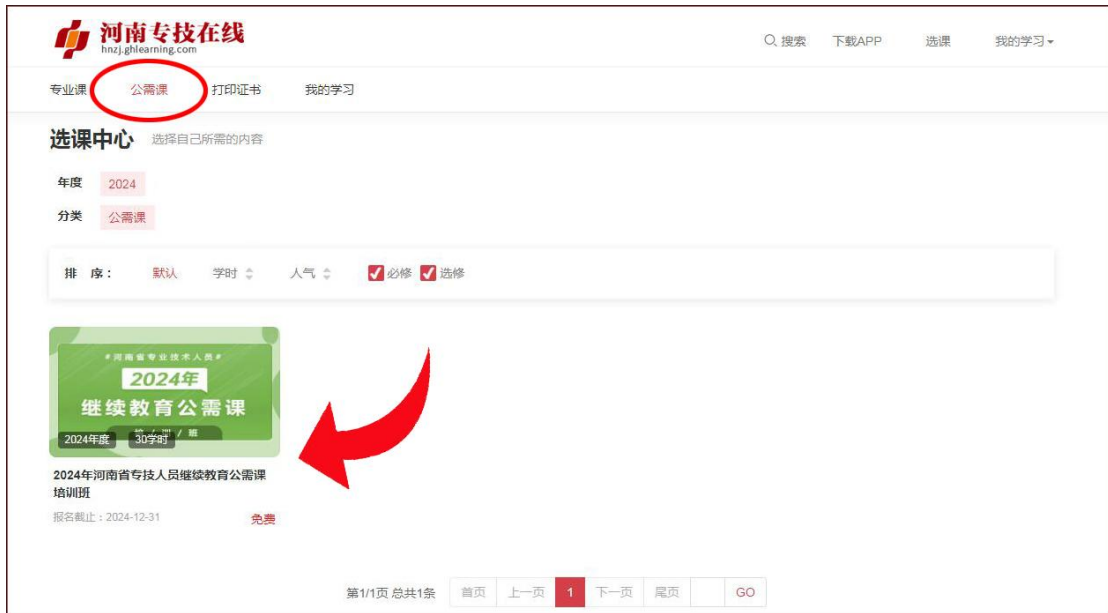 河南专技在线
hnzj.ghlearning.com
搜索 下载APP 选课 我的学习
专业课 公需课 打印证书 我的学习
选课中心 选择自己所需的内容
年度 2024
分类 公需课
排 序： 默认 学时 人气 必修 选修
#河南省专业技术人员#
2024年
继续教育公需课
培 / 训 / 班
2024年度 30学时
2024年河南省专技人员继续教育公需课
培训班
报名截止：2024-12-31 免费
第1/1页 总共1条 首页 上一页 1 下一页 尾页 GO